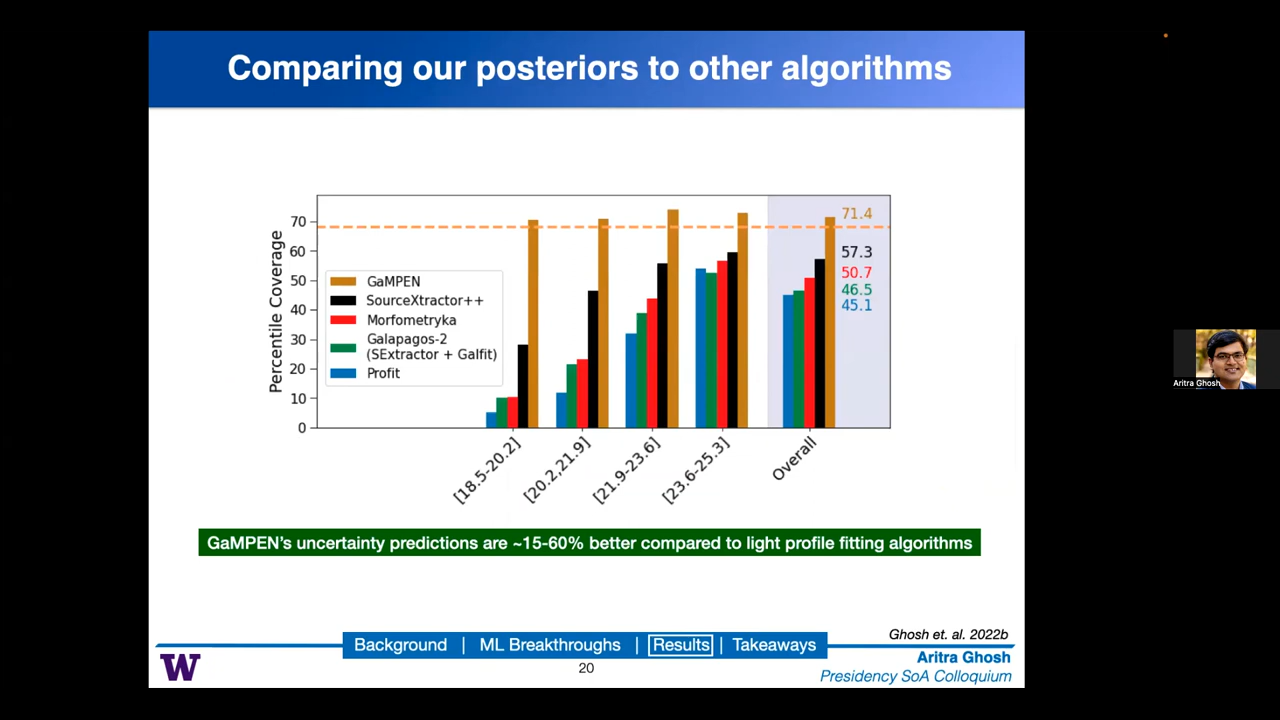 Comparing our posteriors to other algorithms
Percentile Coverage
70
60
50
40
30
20
10
0
GaMPEN
SourceXtractor++
Morfometryka
Galapagos-2
(SExtractor + Galfit)
Profit
71.4
57.3
50.7
46.5
45.1
[18.5-20.2]
[20.2,21.9]
[21.9-23.6]
[23.6-25.3]
Overall
GaMPEN's uncertainty predictions are ~15-60% better compared to light profile fitting algorithms
Background | ML Breakthroughs | Results | Takeaways
20
Ghosh et. al. 2022b
Aritra Ghosh
Presidency SoA Colloquium
W
Aritra Ghosh